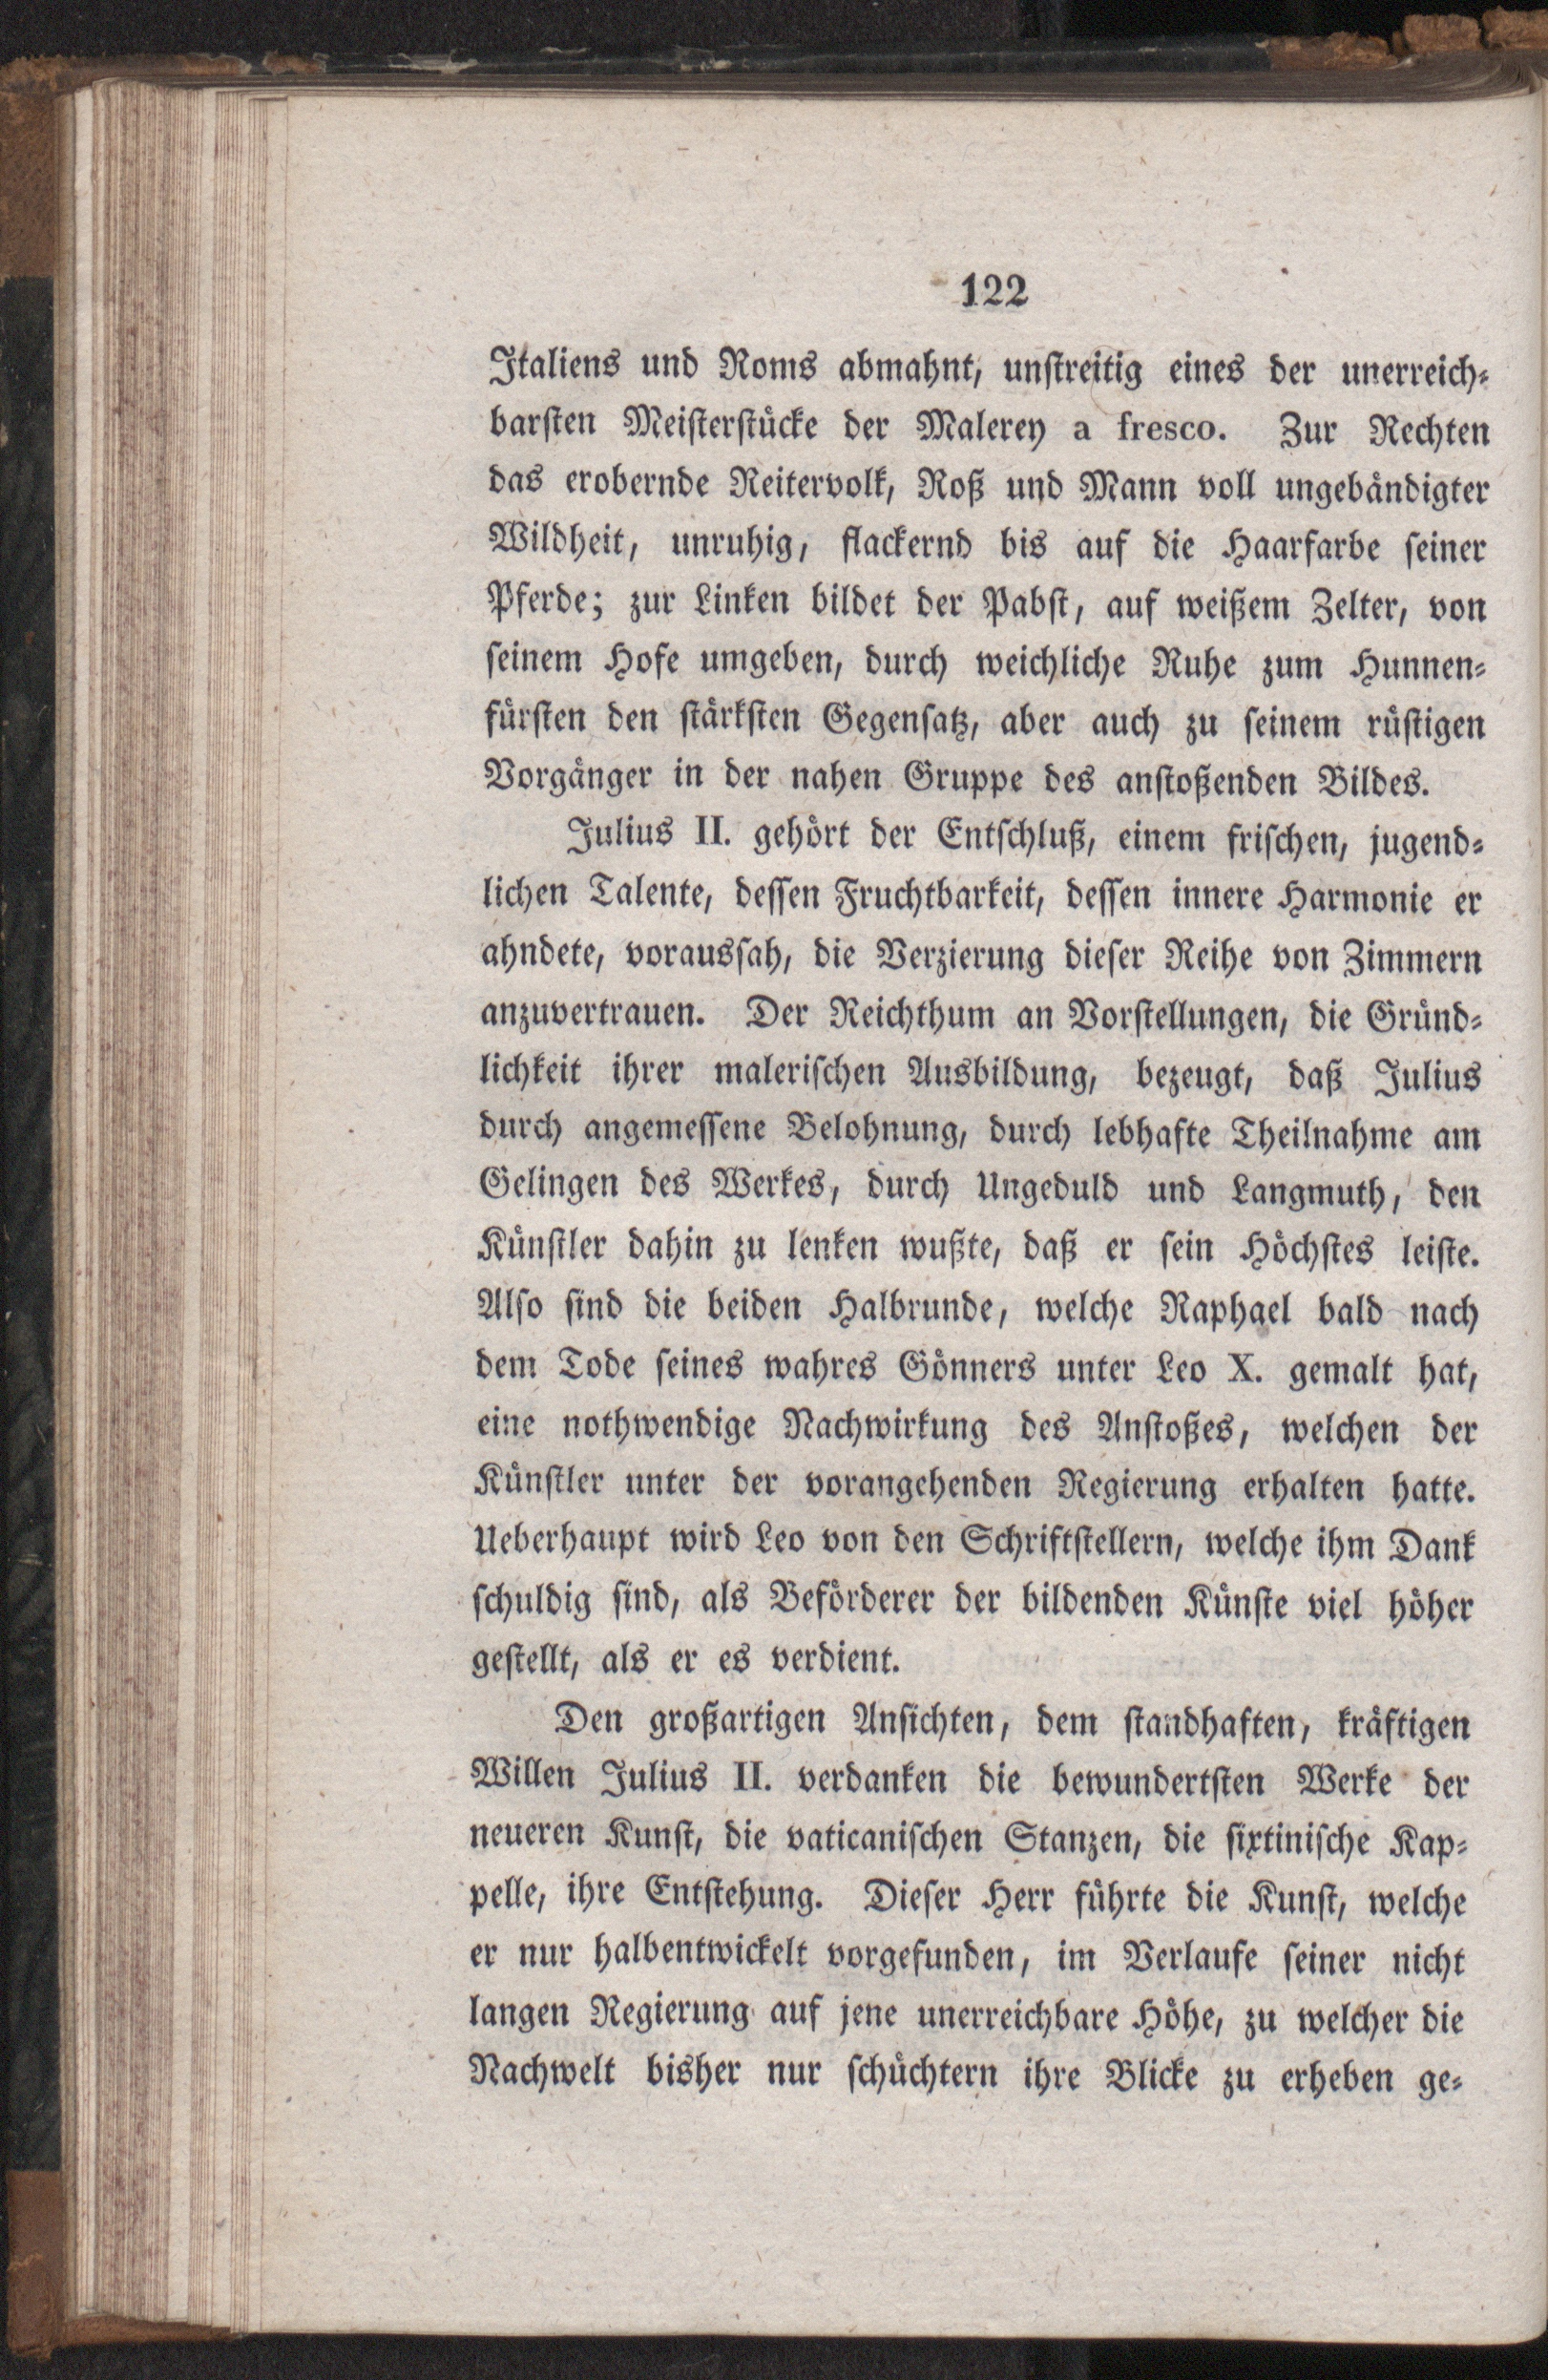 122
Italiens und Roms abmahnt, unſtreitig eines der unerreich⸗
barſten Meiſterſtücke der Malerey a fresco. Zur Rechten
das erobernde Reitervolk, Roß und Mann voll ungebändigter
Wildheit, unruhig, flackernd bis auf die Haarfarbe ſeiner
Pferde; zur Linken bildet der Pabſt, auf weißem Zelter, von
ſeinem Hofe umgeben, durch weichliche Ruhe zum Hunnen⸗
fürſten den ſtärkſten Gegenſatz, aber auch zu ſeinem rüſtigen
Vorgänger in der nahen Gruppe des anſtoßenden Bildes.
Julius II. gehört der Entſchluß, einem friſchen, jugend⸗
lichen Talente, deſſen Fruchtbarkeit, deſſen innere Harmonie er
ahndete, vorausſah, die Verzierung dieſer Reihe von Zimmern
anzuvertrauen. Der Reichthum an Vorſtellungen, die Gründ⸗
lichkeit ihrer maleriſchen Ausbildung, bezeugt, daß Julius
durch angemeſſene Belohnung, durch lebhafte Theilnahme am
Gelingen des Werkes, durch Ungeduld und Langmuth, den
Künſtler dahin zu lenken wußte, daß er ſein Höchſtes leiſte.
Alſo ſind die beiden Halbrunde, welche Raphael bald nach
dem Tode ſeines wahres Gönners unter Leo X. gemalt hat,
eine nothwendige Nachwirkung des Anſtoßes, welchen der
Künſtler unter der vorangehenden Regierung erhalten hatte.
Ueberhaupt wird Leo von den Schriftſtellern, welche ihm Dank
ſchuldig ſind, als Beförderer der bildenden Künſte viel höher
geſtellt, als er es verdient.
Den großartigen Anſichten, dem ſtandhaften, kräftigen
Willen Julius II. verdanken die bewundertſten Werke der
neueren Kunſt, die vaticaniſchen Stanzen, die ſixtiniſche Kap⸗
pelle, ihre Entſtehung. Dieſer Herr führte die Kunſt, welche
er nur halbentwickelt vorgefunden, im Verlaufe ſeiner nicht
langen Regierung auf jene unerreichbare Höhe, zu welcher die
Nachwelt bisher nur ſchüchtern ihre Blicke zu erheben ge⸗